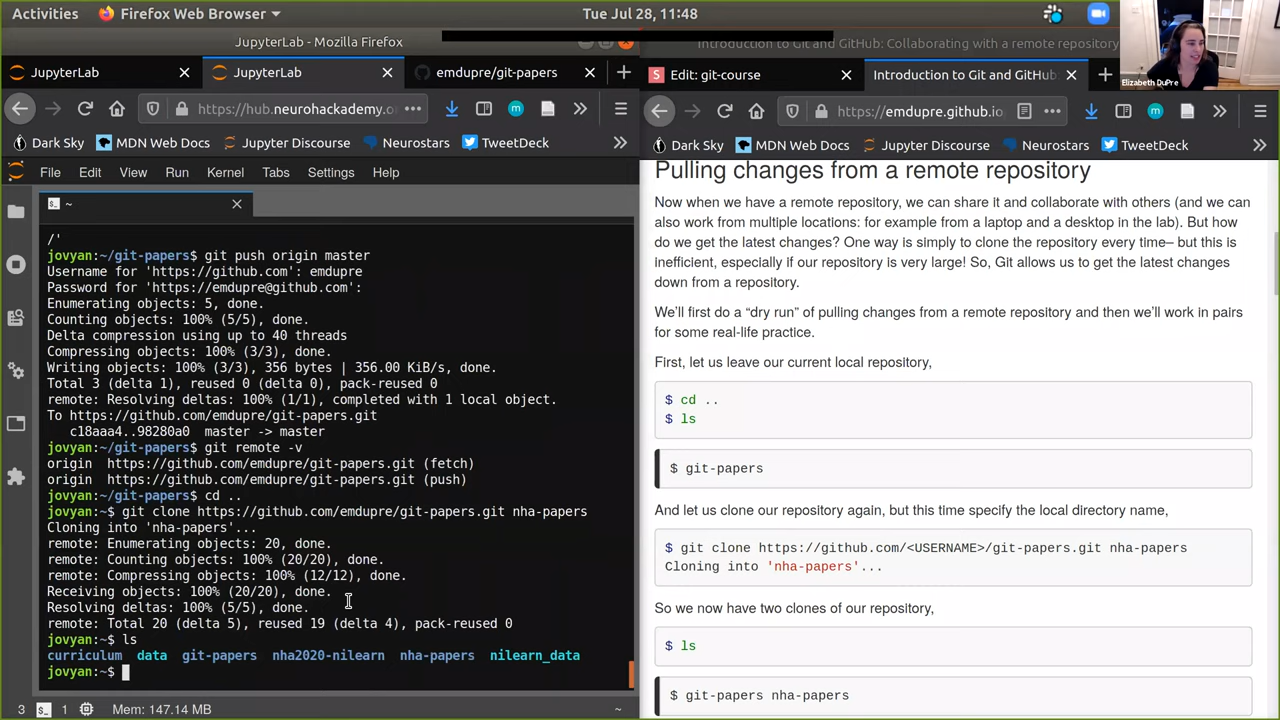 Activities
Firefox Web Browser
Tue Jul 28, 11:48
Elizabeth DuPre
JupyterLab - Mozilla Firefox
JupyterLab
JupyterLab
emdupre/git-papers
https://hub.neurohackademy.o
Dark Sky
MDN Web Docs
Jupyter Discourse
Neurostars
TweetDeck
File
Edit
View
Run
Kernel
Tabs
Settings
Help
~
/'
jovyan:~/git-papers$ git push origin master
Username for 'https://github.com': emdupre
Password for 'https://emdupre@github.com':
Enumerating objects: 5, done.
Counting objects: 100% (5/5), done.
Delta compression using up to 40 threads
Compressing objects: 100% (3/3), done.
Writing objects: 100% (3/3), 356 bytes | 356.00 KiB/s, done.
Total 3 (delta 1), reused 0 (delta 0), pack-reused 0
remote: Resolving deltas: 100% (1/1), completed with 1 local object.
To https://github.com/emdupre/git-papers.git
c18aaa4..98280a0  master -> master
jovyan:~/git-papers$ git remote -v
origin  https://github.com/emdupre/git-papers.git (fetch)
origin  https://github.com/emdupre/git-papers.git (push)
jovyan:~/git-papers$ cd ..
jovyan:~$ git clone https://github.com/emdupre/git-papers.git nha-papers
Cloning into 'nha-papers'...
remote: Enumerating objects: 20, done.
remote: Counting objects: 100% (20/20), done.
remote: Compressing objects: 100% (12/12), done.
Receiving objects: 100% (20/20), done.
Resolving deltas: 100% (5/5), done.
remote: Total 20 (delta 5), reused 19 (delta 4), pack-reused 0
jovyan:~$ ls
curriculum  data  git-papers  nha2020-nilearn  nha-papers  nilearn_data
jovyan:~$
3
1
Mem: 147.14 MB
~
Introduction to Git and GitHub: Collaborating with a remote repository
Edit: git-course
Introduction to Git and GitHub:
https://emdupre.github.io
Dark Sky
MDN Web Docs
Jupyter Discourse
Neurostars
TweetDeck
Pulling changes from a remote repository
Now when we have a remote repository, we can share it and collaborate with others (and we can
also work from multiple locations: for example from a laptop and a desktop in the lab). But how
do we get the latest changes? One way is simply to clone the repository every time– but this is
inefficient, especially if our repository is very large! So, Git allows us to get the latest changes
down from a repository.
We'll first do a “dry run” of pulling changes from a remote repository and then we'll work in pairs
for some real-life practice.
First, let us leave our current local repository,
$ cd ..
$ ls
$ git-papers
And let us clone our repository again, but this time specify the local directory name,
$ git clone https://github.com/<USERNAME>/git-papers.git nha-papers
Cloning into 'nha-papers'...
So we now have two clones of our repository,
$ ls
$ git-papers nha-papers